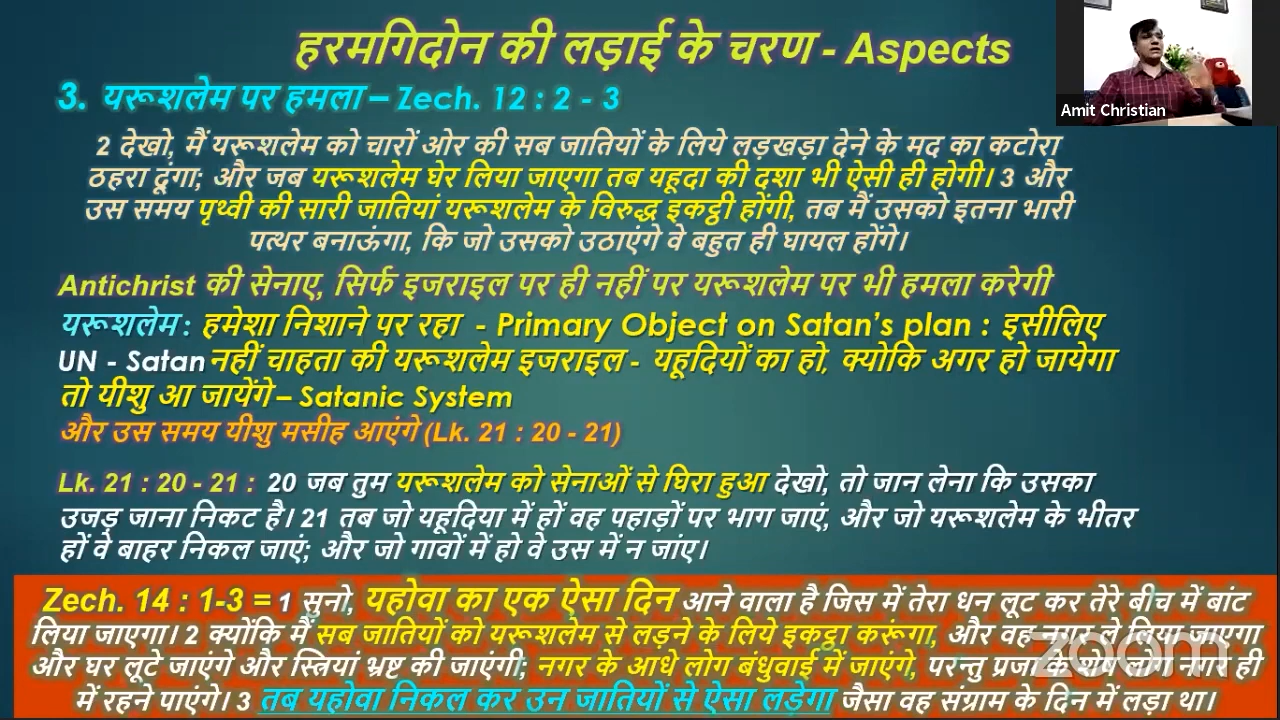 हरमगिदोन की लड़ाई के चरण - Aspects
Amit Christian
3. यरूशलेम पर हमला – Zech. 12 : 2 - 3
2 देखो, मैं यरूशलेम को चारों ओर की सब जातियों के लिये लड़खड़ा देने के मद का कटोरा
ठहरा दूंगा; और जब यरूशलेम घेर लिया जाएगा तब यहूदा की दशा भी ऐसी ही होगी। 3 और
उस समय पृथ्वी की सारी जातियां यरूशलेम के विरुद्ध इकट्ठी होंगी, तब मैं उसको इतना भारी
पत्थर बनाऊंगा, कि जो उसको उठाएंगे वे बहुत ही घायल होंगे।
Antichrist की सेनाए, सिर्फ इजराइल पर ही नहीं पर यरूशलेम पर भी हमला करेगी
यरूशलेम : हमेशा निशाने पर रहा - Primary Object on Satan's plan : इसीलिए
UN - Satan नहीं चाहता की यरूशलेम इजराइल - यहूदियों का हो, क्योकि अगर हो जायेगा
तो यीशु आ जायेंगे – Satanic System
और उस समय यीशु मसीह आएंगे (Lk. 21 : 20 - 21)
Lk. 21 : 20 - 21 : 20 जब तुम यरूशलेम को सेनाओं से घिरा हुआ देखो, तो जान लेना कि उसका
उजड़ जाना निकट है। 21 तब जो यहूदिया में हों वह पहाड़ों पर भाग जाएं, और जो यरूशलेम के भीतर
हों वे बाहर निकल जाएं; और जो गावों में हो वे उस में न जांए।
Zech. 14 : 1-3 = 1 सुनो, यहोवा का एक ऐसा दिन आने वाला है जिस में तेरा धन लूट कर तेरे बीच में बांट
लिया जाएगा। 2 क्योंकि मैं सब जातियों को यरूशलेम से लड़ने के लिये इकट्ठा करूंगा, और वह नगर ले लिया जाएगा
और घर लूटे जाएंगे और स्त्रियां भ्रष्ट की जाएंगी; नगर के आधे लोग बंधुवाई में जाएंगे, परन्तु प्रजा के शेष लोग नगर ही
में रहने पाएंगे। 3 तब यहोवा निकल कर उन जातियों से ऐसा लड़ेगा जैसा वह संग्राम के दिन में लड़ा था।
zoom